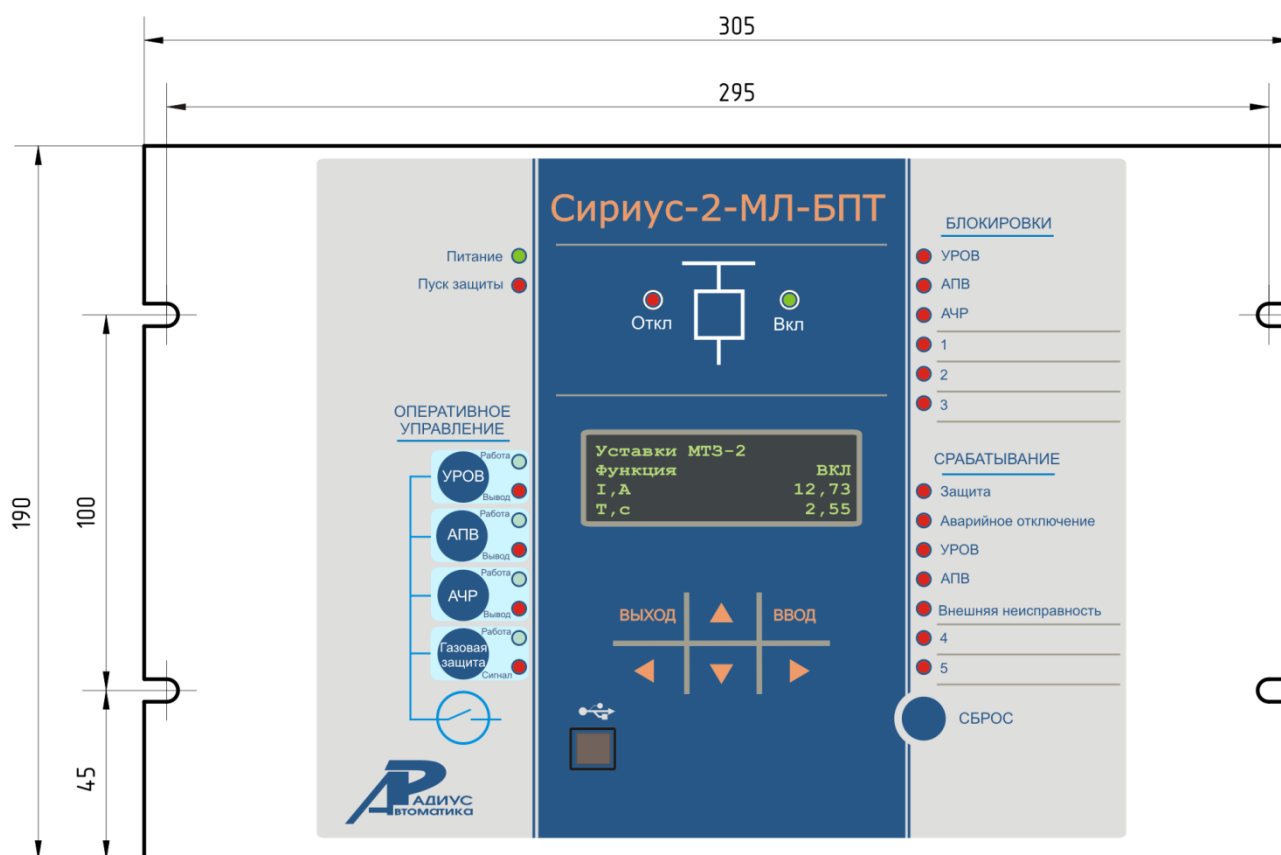 305
295
190
100
45
Сириус-2-МЛ-БПТ
Питание
Пуск защиты
Откл
Вкл
ОПЕРАТИВНОЕ
УПРАВЛЕНИЕ
УРОВ
Работа
Вывод
АПВ
Работа
Вывод
АЧР
Работа
Вывод
Газовая
защита
Работа
Сигнал
Уставки МТЗ-2
Функция ВКЛ
I,А 12,73
Т,с 2,55
ВЫХОД
ВВОД
БЛОКИРОВКИ
УРОВ
АПВ
АЧР
1
2
3
СРАБАТЫВАНИЕ
Защита
Аварийное отключение
УРОВ
АПВ
Внешняя неисправность
4
5
СБРОС
РАДИУС
Автоматика